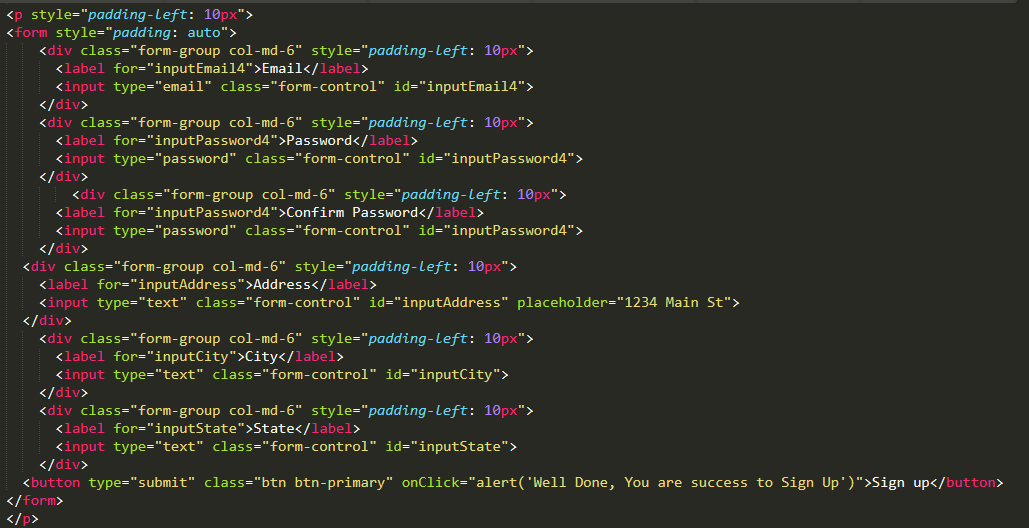 <p style="padding-left: 10px">
<form style="padding: auto">
<div class="form-group col-md-6" style="padding-left: 10px">
<label for="inputEmail4">Email</label>
<input type="email" class="form-control" id="inputEmail4">
</div>
<div class="form-group col-md-6" style="padding-left: 10px">
<label for="inputPassword4">Password</label>
<input type="password" class="form-control" id="inputPassword4">
</div>
<div class="form-group col-md-6" style="padding-left: 10px">
<label for="inputPassword4">Confirm Password</label>
<input type="password" class="form-control" id="inputPassword4">
</div>
<div class="form-group col-md-6" style="padding-left: 10px">
<label for="inputAddress">Address</label>
<input type="text" class="form-control" id="inputAddress" placeholder="1234 Main St">
</div>
<div class="form-group col-md-6" style="padding-left: 10px">
<label for="inputCity">City</label>
<input type="text" class="form-control" id="inputCity">
</div>
<div class="form-group col-md-6" style="padding-left: 10px">
<label for="inputState">State</label>
<input type="text" class="form-control" id="inputState">
</div>
<button type="submit" class="btn btn-primary" onClick="alert('Well Done, You are success to Sign Up')">Sign up</button>
</form>
</p>